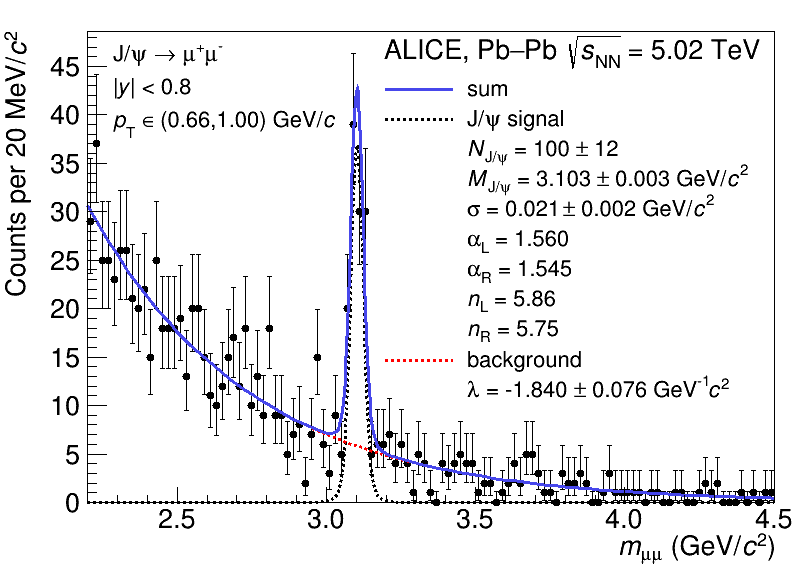 ALICE, Pb–Pb √s_NN = 5.02 TeV
J/ψ → μ⁺μ⁻
|y| < 0.8
p_T ∈ (0.66,1.00) GeV/c
sum
J/ψ signal
N_J/ψ = 100 ± 12
M_J/ψ = 3.103 ± 0.003 GeV/c²
σ = 0.021 ± 0.002 GeV/c²
α_L = 1.560
α_R = 1.545
n_L = 5.86
n_R = 5.75
background
λ = -1.840 ± 0.076 GeV⁻¹c²
Counts per 20 MeV/c²
45
40
35
30
25
20
15
10
5
0
2.5 3.0 3.5 4.0 4.5
m_μμ (GeV/c²)